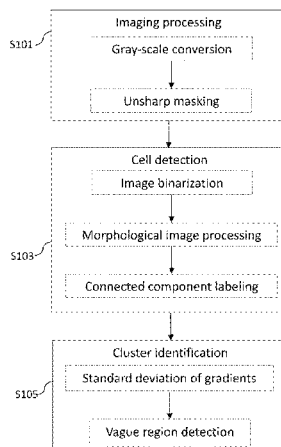 Imaging processing
S101
Gray-scale conversion
Unsharp masking
Cell detection
Image binarization
Morphological image processing
S103
Connected component labeling
Cluster identification
Standard deviation of gradients
S105
Vague region detection